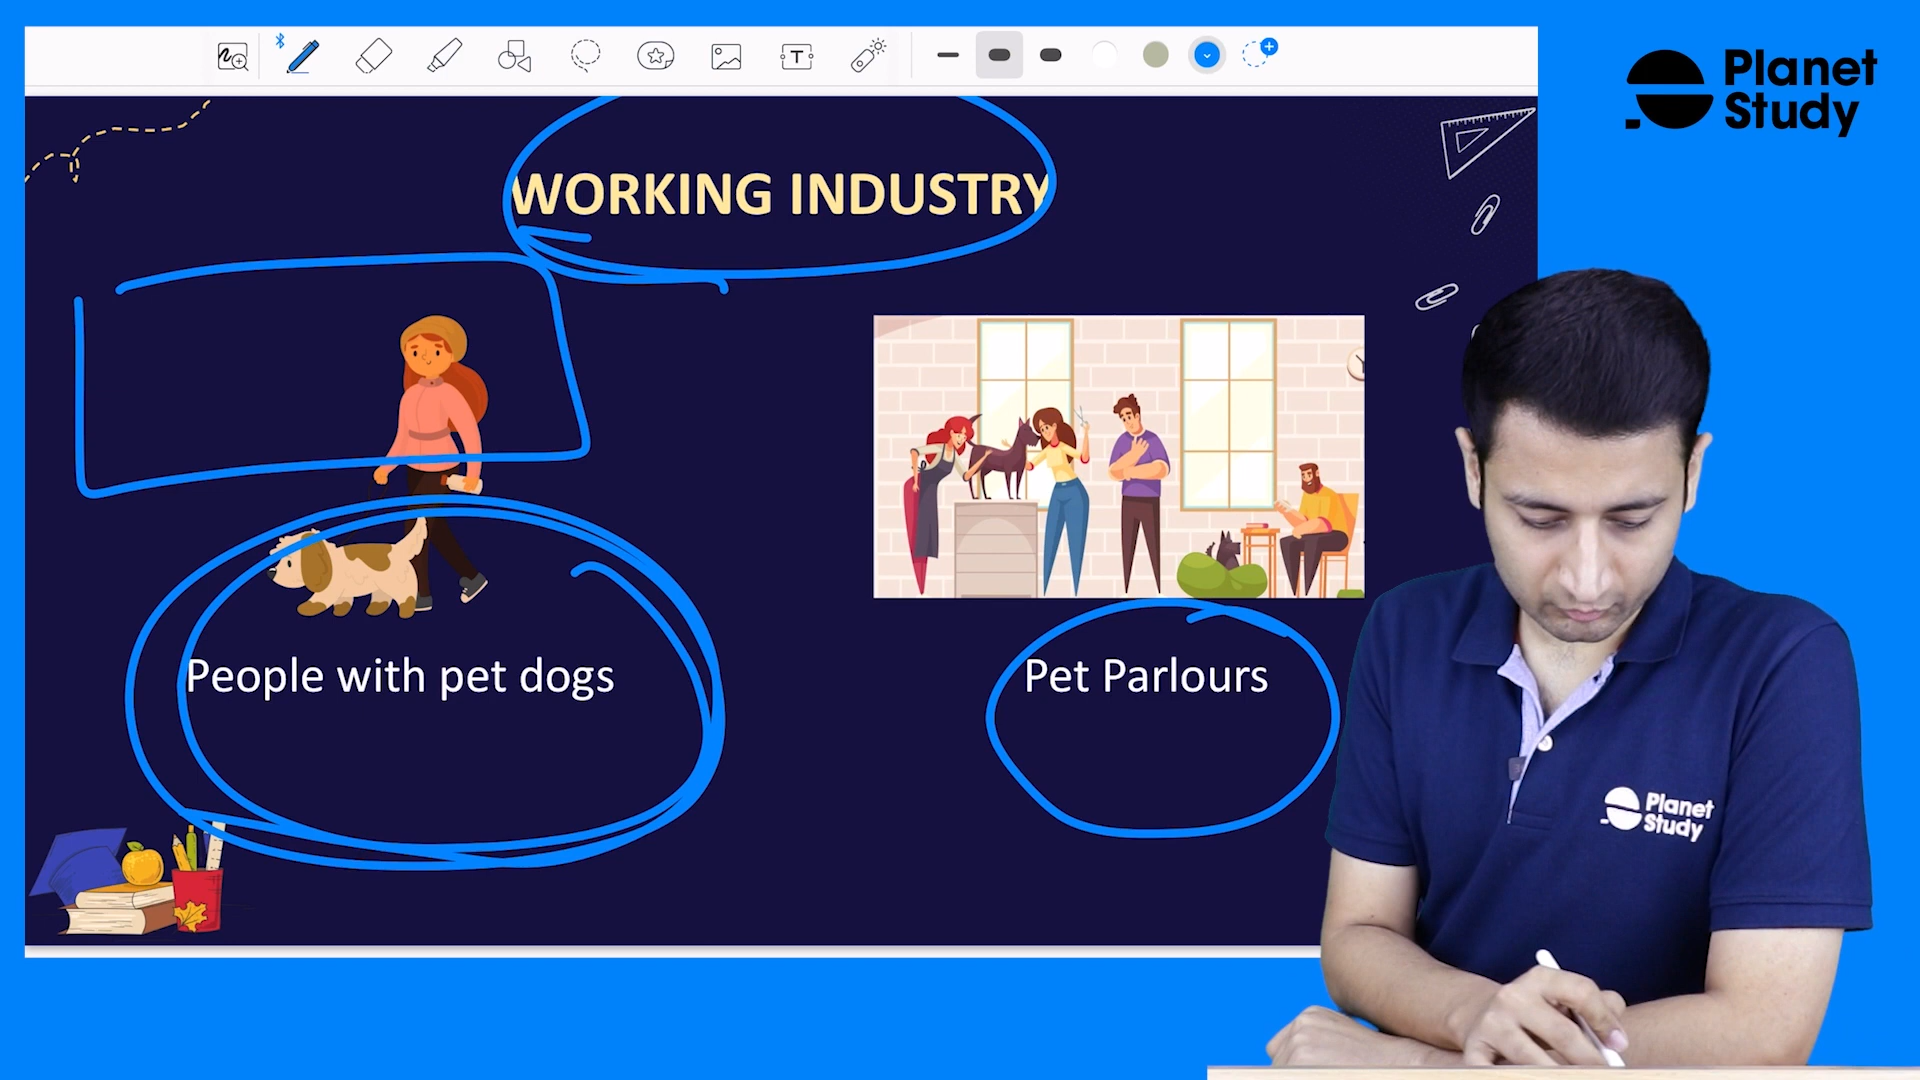 T
Planet
Study
WORKING INDUSTRY
People with pet dogs
Pet Parlours
Planet
Study